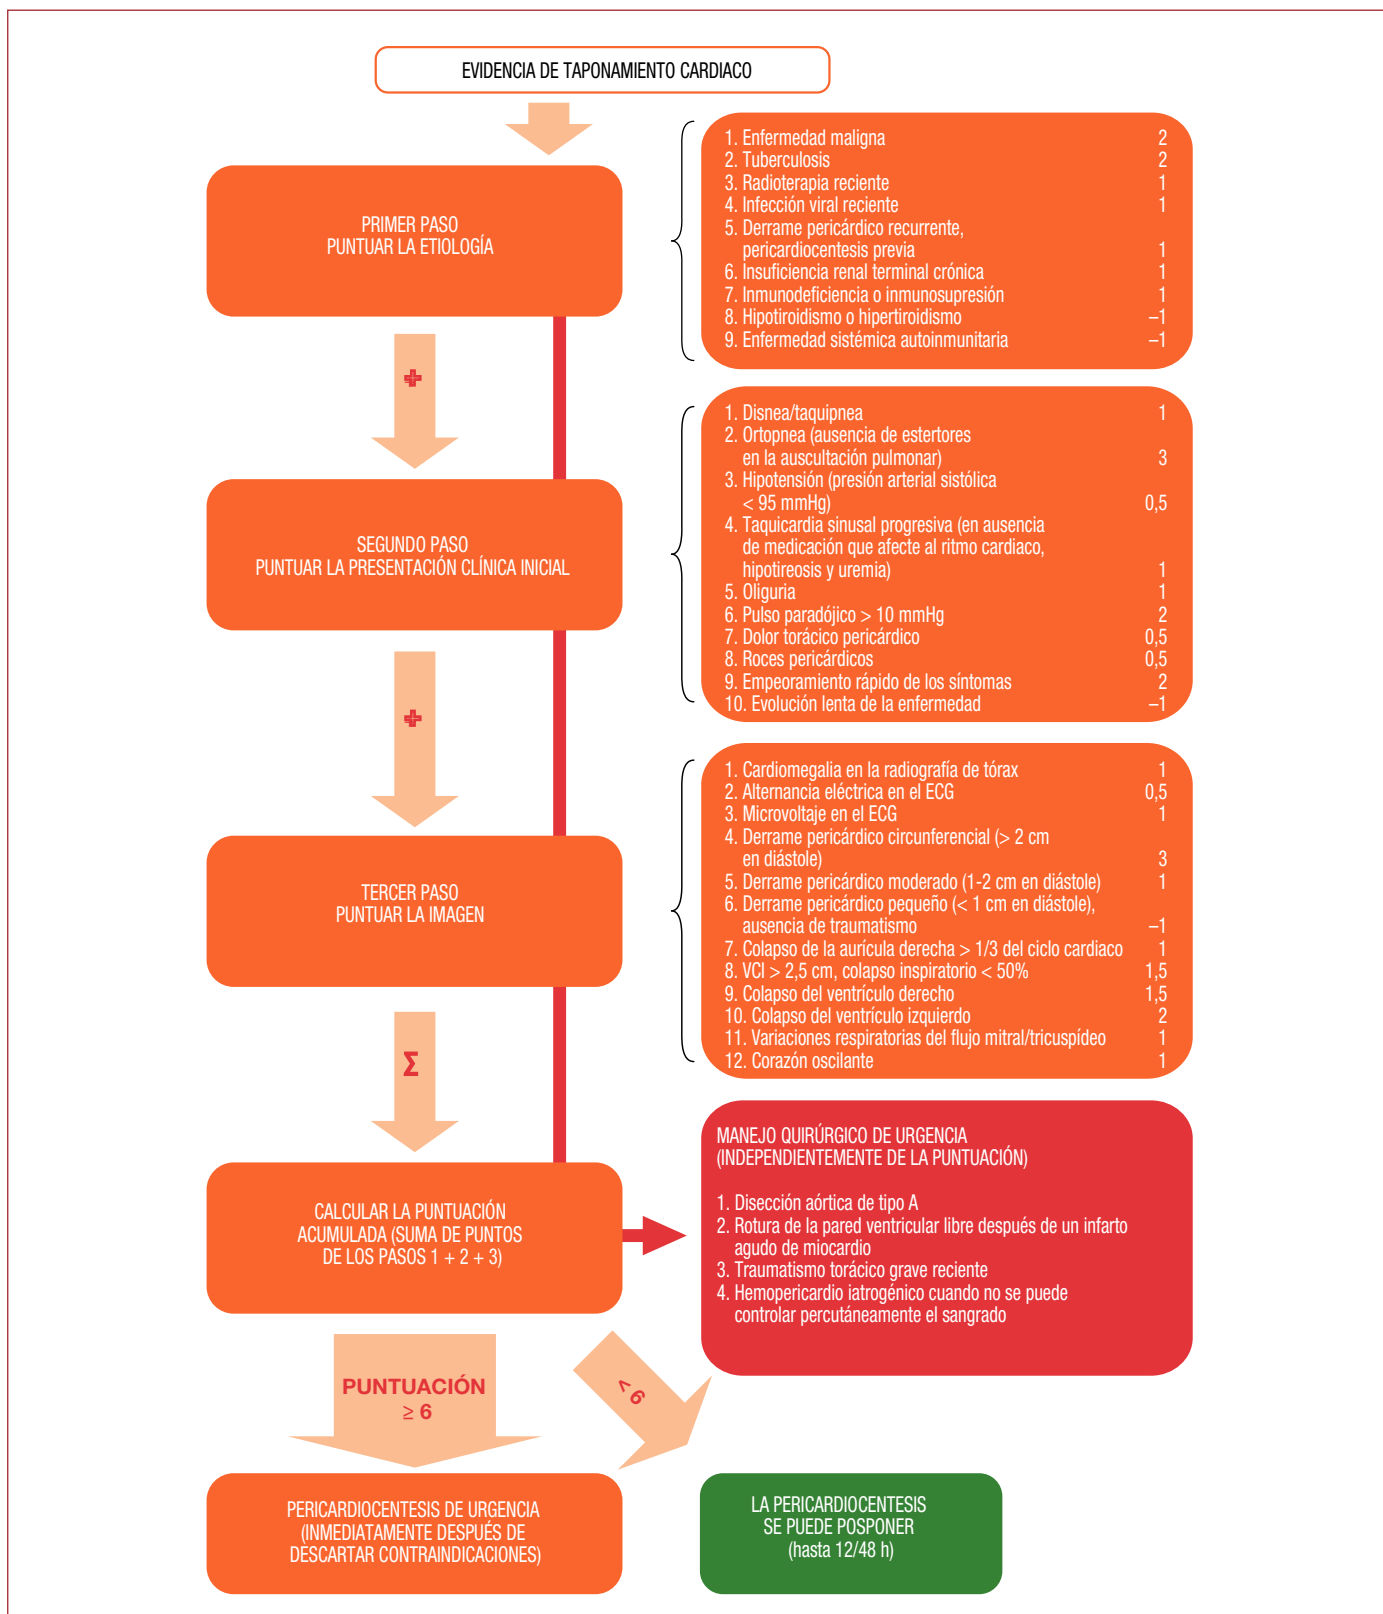 EVIDENCIA DE TAPONAMIENTO CARDIACO
PRIMER PASO
PUNTUAR LA ETIOLOGÍA
1. Enfermedad maligna 2
2. Tuberculosis 2
3. Radioterapia reciente 1
4. Infección viral reciente 1
5. Derrame pericárdico recurrente,
pericardiocentesis previa 1
6. Insuficiencia renal terminal crónica 1
7. Inmunodeficiencia o inmunosupresión 1
8. Hipotiroidismo o hipertiroidismo –1
9. Enfermedad sistémica autoinmunitaria –1
+
SEGUNDO PASO
PUNTUAR LA PRESENTACIÓN CLÍNICA INICIAL
1. Disnea/taquipnea 1
2. Ortopnea (ausencia de estertores
en la auscultación pulmonar) 3
3. Hipotensión (presión arterial sistólica
< 95 mmHg) 0,5
4. Taquicardia sinusal progresiva (en ausencia
de medicación que afecte al ritmo cardiaco,
hipotireosis y uremia) 1
5. Oliguria 1
6. Pulso paradójico > 10 mmHg 2
7. Dolor torácico pericárdico 0,5
8. Roces pericárdicos 0,5
9. Empeoramiento rápido de los síntomas 2
10. Evolución lenta de la enfermedad –1
+
TERCER PASO
PUNTUAR LA IMAGEN
1. Cardiomegalia en la radiografía de tórax 1
2. Alternancia eléctrica en el ECG 0,5
3. Microvoltaje en el ECG 1
4. Derrame pericárdico circunferencial (> 2 cm
en diástole) 3
5. Derrame pericárdico moderado (1-2 cm en diástole) 1
6. Derrame pericárdico pequeño (< 1 cm en diástole),
ausencia de traumatismo –1
7. Colapso de la aurícula derecha > 1/3 del ciclo cardiaco 1
8. VCI > 2,5 cm, colapso inspiratorio < 50% 1,5
9. Colapso del ventrículo derecho 1,5
10. Colapso del ventrículo izquierdo 2
11. Variaciones respiratorias del flujo mitral/tricuspídeo 1
12. Corazón oscilante 1
Σ
CALCULAR LA PUNTUACIÓN
ACUMULADA (SUMA DE PUNTOS
DE LOS PASOS 1 + 2 + 3)
MANEJO QUIRÚRGICO DE URGENCIA
(INDEPENDIENTEMENTE DE LA PUNTUACIÓN)
1. Disección aórtica de tipo A
2. Rotura de la pared ventricular libre después de un infarto
agudo de miocardio
3. Traumatismo torácico grave reciente
4. Hemopericardio iatrogénico cuando no se puede
controlar percutáneamente el sangrado
PUNTUACIÓN
≥ 6
< 6
PERICARDIOCENTESIS DE URGENCIA
(INMEDIATAMENTE DESPUÉS DE
DESCARTAR CONTRAINDICACIONES)
LA PERICARDIOCENTESIS
SE PUEDE POSPONER
(hasta 12/48 h)